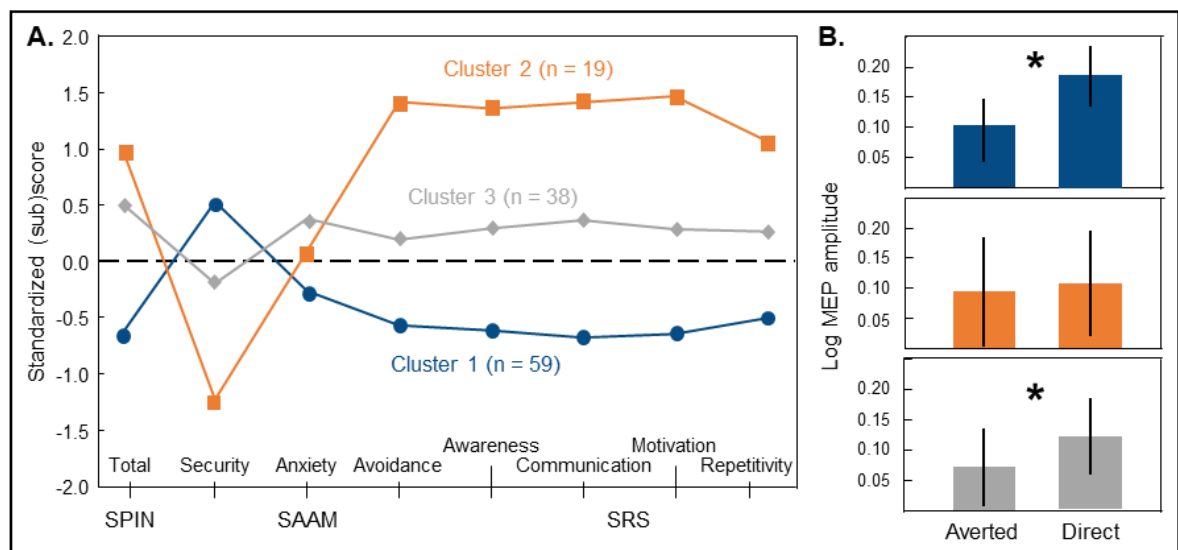 A.
2.0
1.5
1.0
0.5
0.0
-0.5
-1.0
-1.5
-2.0
Standardized (sub)score
Cluster 2 (n = 19)
Cluster 3 (n = 38)
Cluster 1 (n = 59)
Awareness
Motivation
Total
Security
Anxiety
Avoidance
Communication
Repetitivity
SPIN
SAAM
SRS
B.
Log MEP amplitude
0.20
0.15
0.10
0.05
*
0.20
0.10
0.05
0.20
0.15
0.10
0.05
*
Averted
Direct